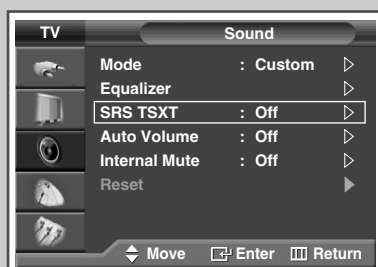 TV Sound
Mode : Custom
Equalizer
SRS TSXT : Off
Auto Volume : Off
Internal Mute : Off
Reset
Move Enter Return